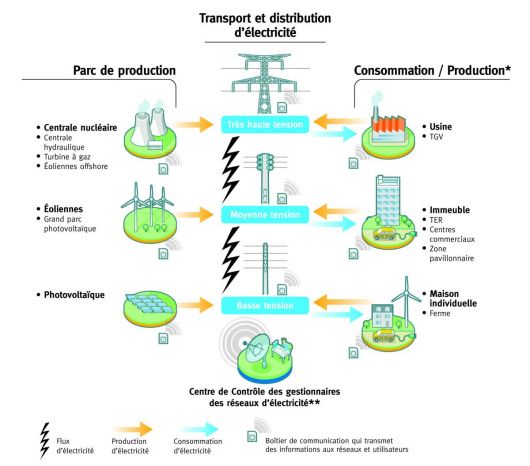 Transport et distribution
d'électricité
Parc de production
Consommation / Production*
• Centrale nucléaire
• Centrale
hydraulique
• Turbine à gaz
• Éoliennes offshore
Très haute tension
• Usine
• TGV
• Éoliennes
• Grand parc
photovoltaïque
Moyenne tension
• Immeuble
• TER
• Centres
commerciaux
• Zone
pavillonnaire
• Photovoltaïque
Basse tension
• Maison
individuelle
• Ferme
Centre de Contrôle des gestionnaires
des réseaux d'électricité**
Flux
d'électricité
Production
d'électricité
Consommation
d'électricité
Boîtier de communication qui transmet
des informations aux réseaux et utilisateurs